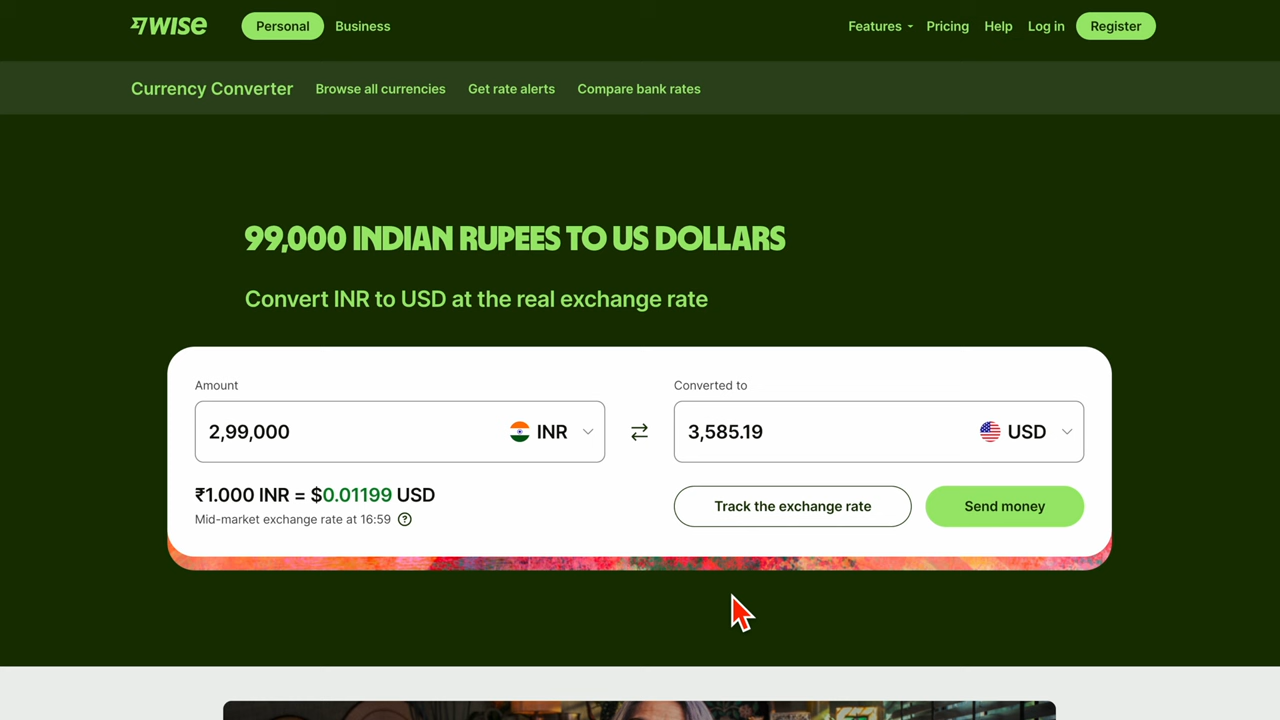 WISE
Personal
Business
Features
Pricing
Help
Log in
Register
Currency Converter
Browse all currencies
Get rate alerts
Compare bank rates
99,000 INDIAN RUPEES TO US DOLLARS
Convert INR to USD at the real exchange rate
Amount
Converted to
2,99,000
INR
3,585.19
USD
₹1.000 INR = $0.01199 USD
Mid-market exchange rate at 16:59 ?
Track the exchange rate
Send money